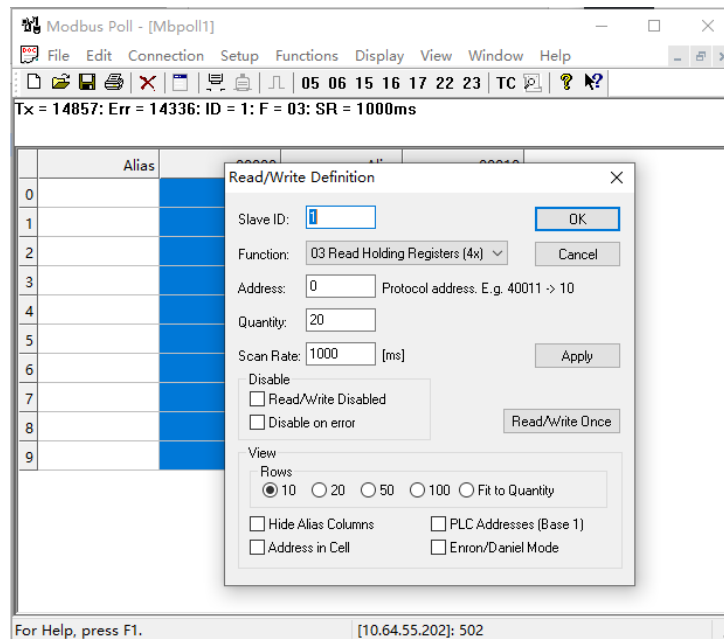 Modbus Poll - [Mbpoll1]
File Edit Connection Setup Functions Display View Window Help
05 06 15 16 17 22 23 TC
Tx = 14857: Err = 14336: ID = 1: F = 03: SR = 1000ms
Alias
0
1
2
3
4
5
6
7
8
9
Read/Write Definition
Slave ID: 1 OK
Function: 03 Read Holding Registers (4x) Cancel
Address: 0 Protocol address. E.g. 40011 -> 10
Quantity: 20
Scan Rate: 1000 [ms] Apply
Disable
Read/Write Disabled
Disable on error Read/Write Once
View
Rows
10 20 50 100 Fit to Quantity
Hide Alias Columns PLC Addresses (Base 1)
Address in Cell Enron/Daniel Mode
For Help, press F1. [10.64.55.202]: 502